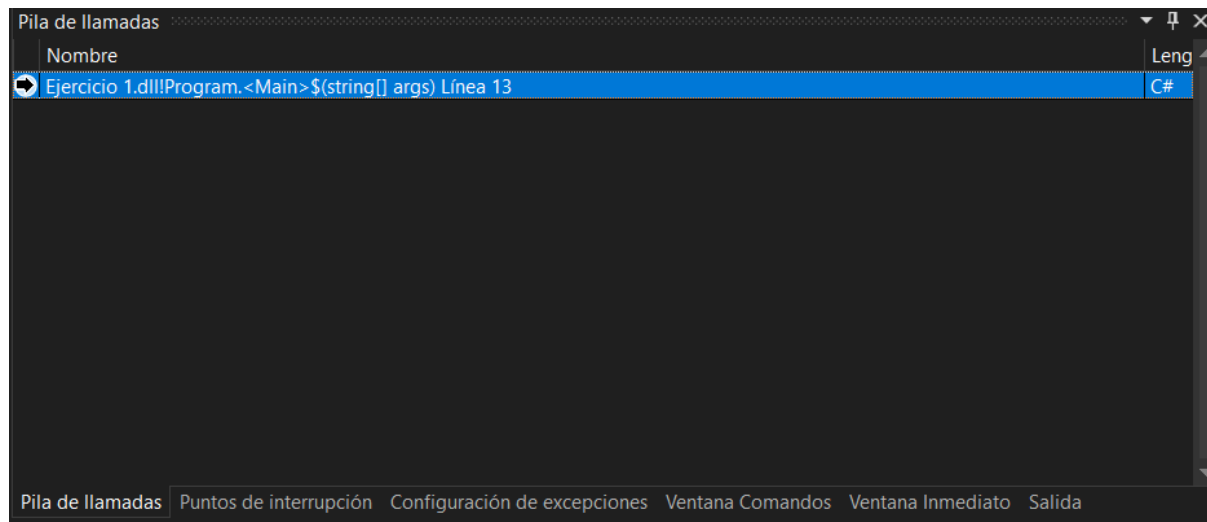 Pila de llamadas
Nombre Leng
Ejercicio 1.dll!Program.<Main>$(string[] args) Línea 13 C#
Pila de llamadas Puntos de interrupción Configuración de excepciones Ventana Comandos Ventana Inmediato Salida